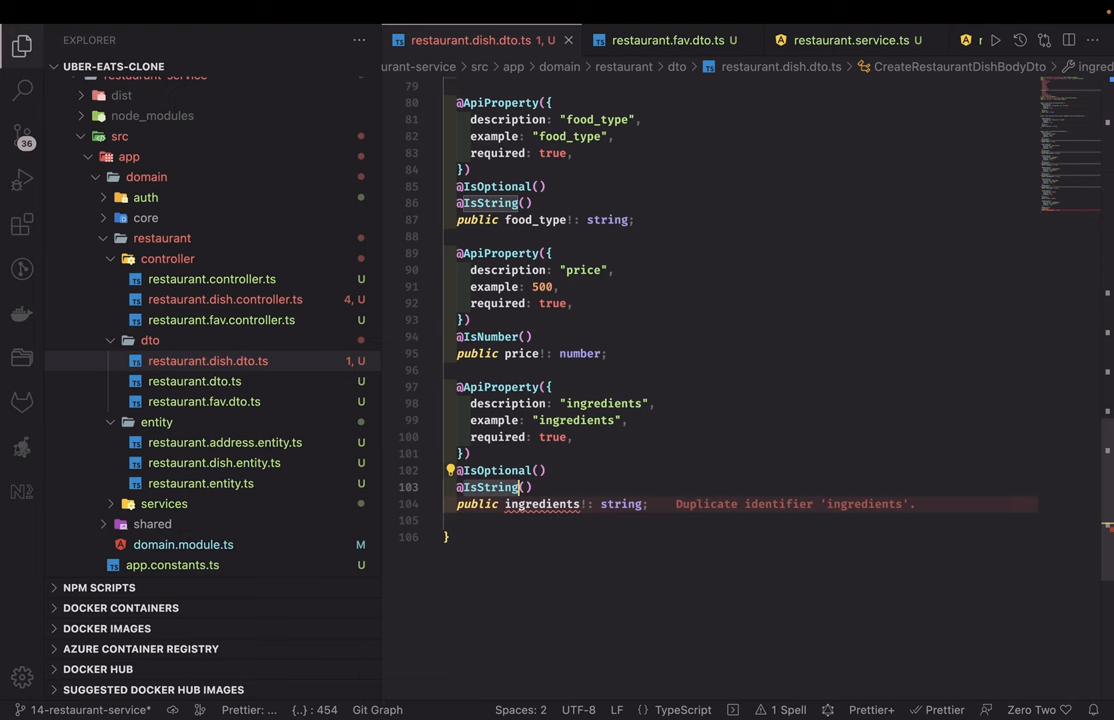 EXPLORER
restaurant.dish.dto.ts 1, U
restaurant.fav.dto.ts U
restaurant.service.ts U
UBER-EATS-CLONE
urant-service > src > app > domain > restaurant > dto > restaurant.dish.dto.ts > CreateRestaurantDishBodyDto > ingred
dist
node_modules
36
src
app
domain
auth
core
restaurant
controller
restaurant.controller.ts U
restaurant.dish.controller.ts 4, U
restaurant.fav.controller.ts U
dto
restaurant.dish.dto.ts 1, U
restaurant.dto.ts U
restaurant.fav.dto.ts U
entity
restaurant.address.entity.ts U
restaurant.dish.entity.ts U
restaurant.entity.ts U
services
shared
domain.module.ts M
app.constants.ts U
NPM SCRIPTS
DOCKER CONTAINERS
DOCKER IMAGES
AZURE CONTAINER REGISTRY
DOCKER HUB
SUGGESTED DOCKER HUB IMAGES
79
80 @ApiProperty({
81 description: "food_type",
82 example: "food_type",
83 required: true,
84 })
85 @IsOptional()
86 @IsString()
87 public food_type!: string;
88
89 @ApiProperty({
90 description: "price",
91 example: 500,
92 required: true,
93 })
94 @IsNumber()
95 public price!: number;
96
97 @ApiProperty({
98 description: "ingredients",
99 example: "ingredients",
100 required: true,
101 })
102 @IsOptional()
103 @IsString()
104 public ingredients!: string; Duplicate identifier 'ingredients'.
105
106 }
14-restaurant-service* Prettier: ... {..} : 454 Git Graph Spaces: 2 UTF-8 LF {} TypeScript 1 Spell Prettier+ Prettier Zero Two